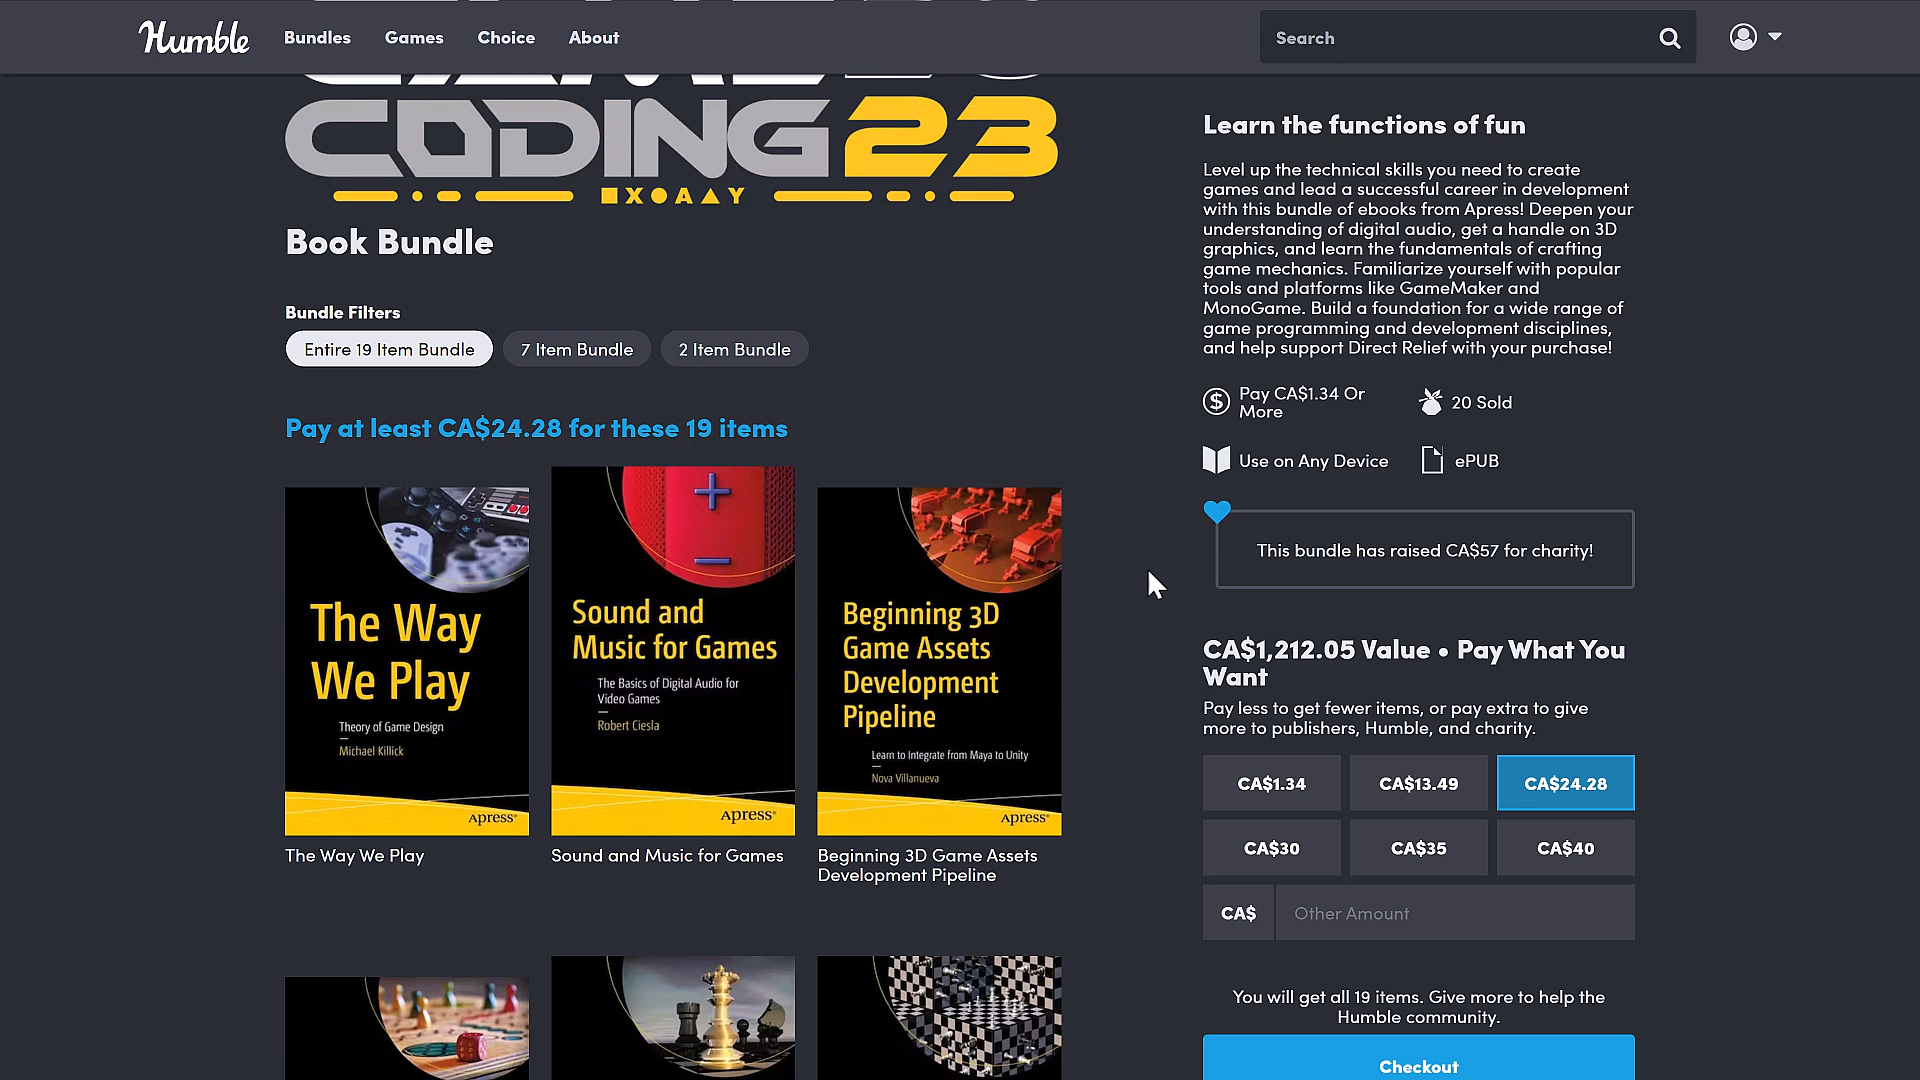 Humble
Bundles
Games
Choice
About
Search
CODING 23
X A Y
Book Bundle
Bundle Filters
Entire 19 Item Bundle
7 Item Bundle
2 Item Bundle
Pay at least CA$24.28 for these 19 items
The Way
We Play
Theory of Game Design
Michael Killick
Apress®
The Way We Play
Sound and
Music for Games
The Basics of Digital Audio for
Video Games
Robert Ciesla
Apress®
Sound and Music for Games
Beginning 3D
Game Assets
Development
Pipeline
Learn to Integrate from Maya to Unity
Nova Villanueva
Apress®
Beginning 3D Game Assets
Development Pipeline
Learn the functions of fun
Level up the technical skills you need to create
games and lead a successful career in development
with this bundle of ebooks from Apress! Deepen your
understanding of digital audio, get a handle on 3D
graphics, and learn the fundamentals of crafting
game mechanics. Familiarize yourself with popular
tools and platforms like GameMaker and
MonoGame. Build a foundation for a wide range of
game programming and development disciplines,
and help support Direct Relief with your purchase!
Pay CA$1.34 Or
More
20 Sold
Use on Any Device
ePUB
This bundle has raised CA$57 for charity!
CA$1,212.05 Value • Pay What You
Want
Pay less to get fewer items, or pay extra to give
more to publishers, Humble, and charity.
CA$1.34
CA$13.49
CA$24.28
CA$30
CA$35
CA$40
CA$
Other Amount
You will get all 19 items. Give more to help the
Humble community.
Checkout